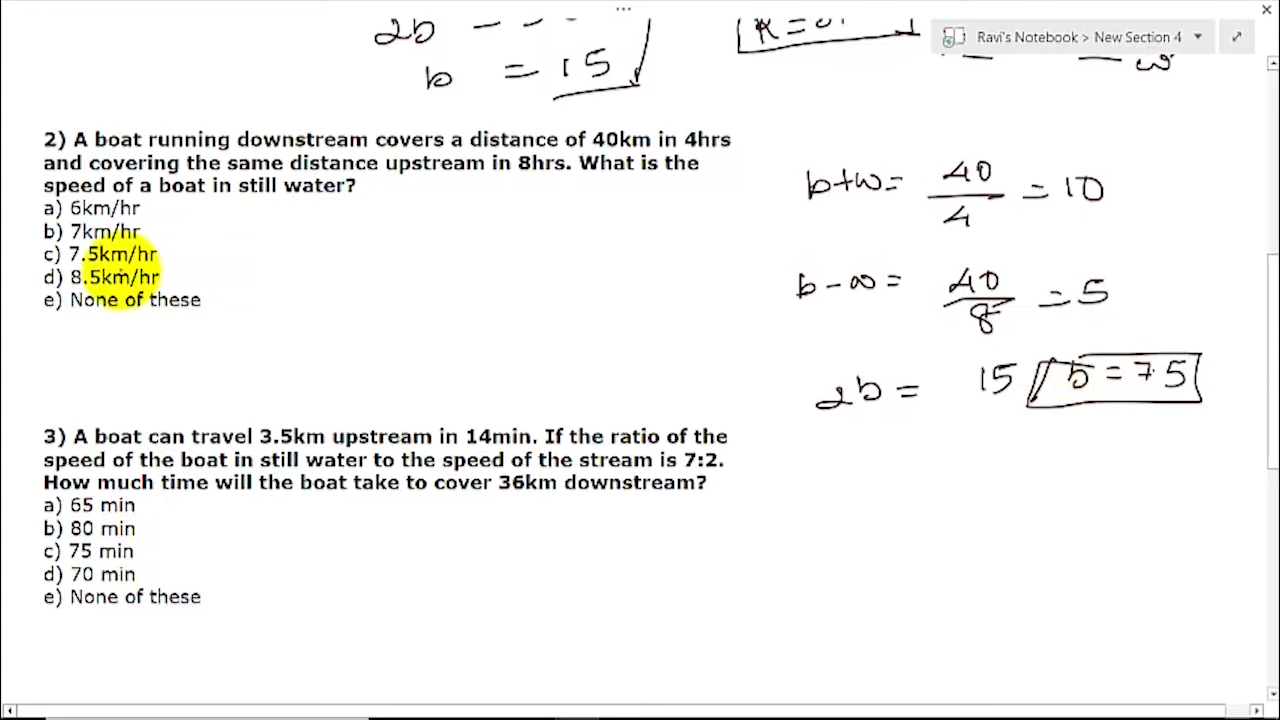 2b
b = 15
Ravi's Notebook > New Section 4
2) A boat running downstream covers a distance of 40km in 4hrs
and covering the same distance upstream in 8hrs. What is the
speed of a boat in still water?
a) 6km/hr
b) 7km/hr
c) 7.5km/hr
d) 8.5km/hr
e) None of these
b+w = 40/4 = 10
b-w = 40/8 = 5
2b = 15 b = 7.5
3) A boat can travel 3.5km upstream in 14min. If the ratio of the
speed of the boat in still water to the speed of the stream is 7:2.
How much time will the boat take to cover 36km downstream?
a) 65 min
b) 80 min
c) 75 min
d) 70 min
e) None of these